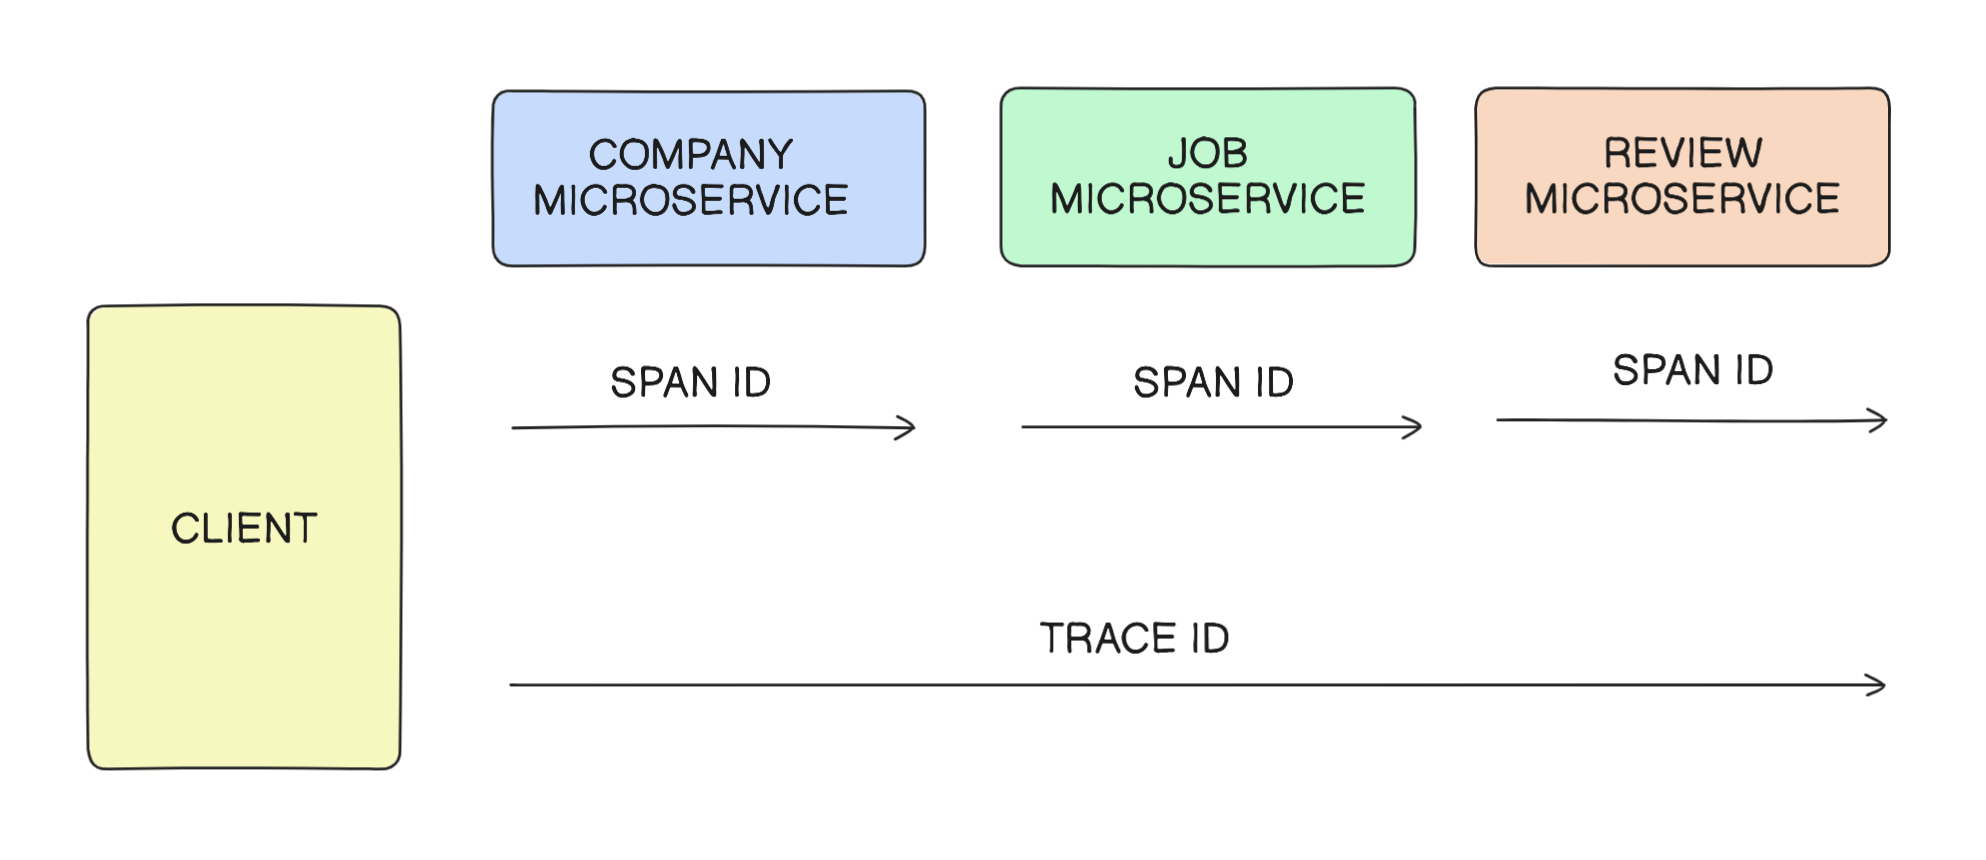 COMPANY
MICROSERVICE
JOB
MICROSERVICE
REVIEW
MICROSERVICE
SPAN ID
SPAN ID
SPAN ID
CLIENT
TRACE ID